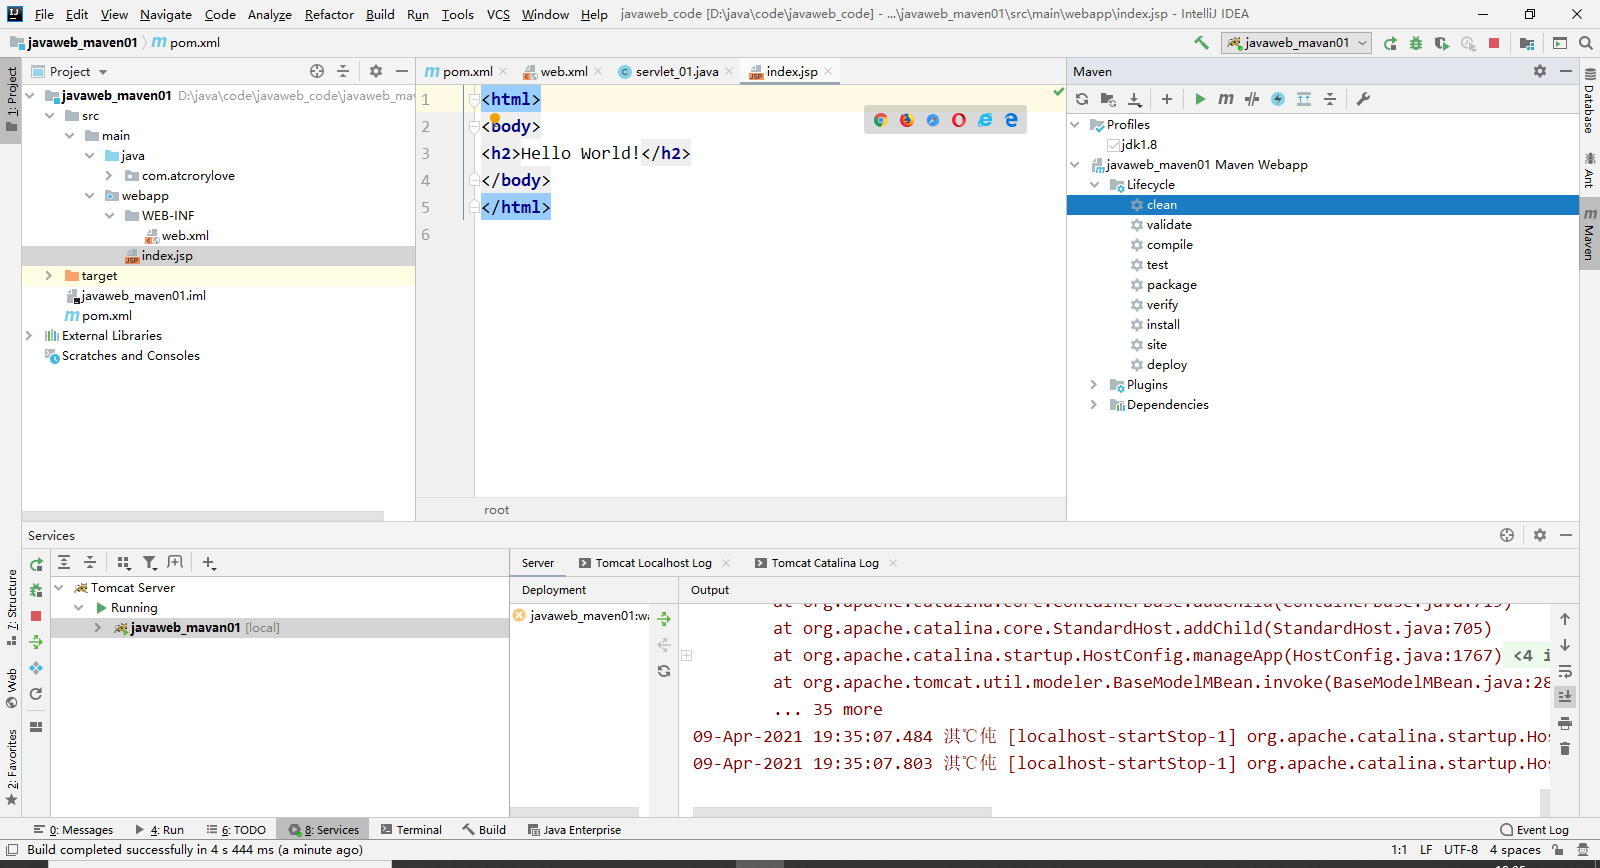 File Edit View Navigate Code Analyze Refactor Build Run Tools VCS Window Help javaweb_code [D:\java\code\javaweb_code] - ...\javaweb_maven01\src\main\webapp\index.jsp - IntelliJ IDEA
javaweb_maven01 pom.xml javaweb_mavan01
Project pom.xml web.xml servlet_01.java index.jsp Maven
1: Project
javaweb_maven01 D:\java\code\javaweb_code\javaweb_mav
src
main
java
com.atcrorylove
webapp
WEB-INF
web.xml
index.jsp
target
javaweb_maven01.iml
pom.xml
External Libraries
Scratches and Consoles
1 <html>
2 <body>
3 <h2>Hello World!</h2>
4 </body>
5 </html>
6
root
Profiles
jdk1.8
javaweb_maven01 Maven Webapp
Lifecycle
clean
validate
compile
test
package
verify
install
site
deploy
Plugins
Dependencies
Database
Ant
Maven
Services
Tomcat Server
Running
javaweb_mavan01 [local]
Server Tomcat Localhost Log Tomcat Catalina Log
Deployment Output
javaweb_maven01:wa
at org.apache.catalina.core.ContainerBase.addChild(ContainerBase.java:719)
at org.apache.catalina.core.StandardHost.addChild(StandardHost.java:705)
at org.apache.catalina.startup.HostConfig.manageApp(HostConfig.java:1767) <4 i
at org.apache.tomcat.util.modeler.BaseModelMBean.invoke(BaseModelMBean.java:28
... 35 more
09-Apr-2021 19:35:07.484 淇℃伅 [localhost-startStop-1] org.apache.catalina.startup.Hos
09-Apr-2021 19:35:07.803 淇℃伅 [localhost-startStop-1] org.apache.catalina.startup.Hos
7: Structure
Web
2: Favorites
0: Messages 4: Run 6: TODO 8: Services Terminal Build Java Enterprise Event Log
Build completed successfully in 4 s 444 ms (a minute ago) 1:1 LF UTF-8 4 spaces